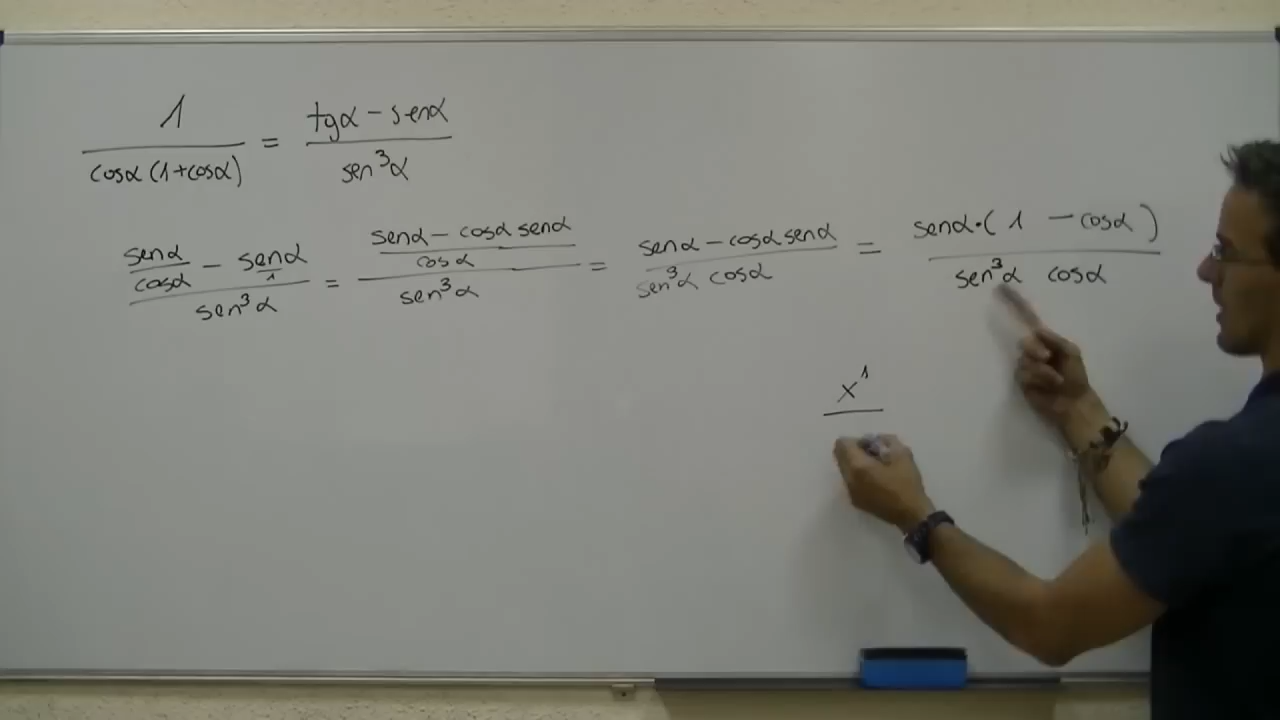 1/(cosα(1+cosα)) = (tgα − senα)/(sen³α)
(senα/cosα − senα/1)/(sen³α) = ((senα − cosα senα)/cosα)/(sen³α) = (senα − cosα senα)/(sen³α cosα) = (senα·(1 − cosα))/(sen³α cosα)
x¹